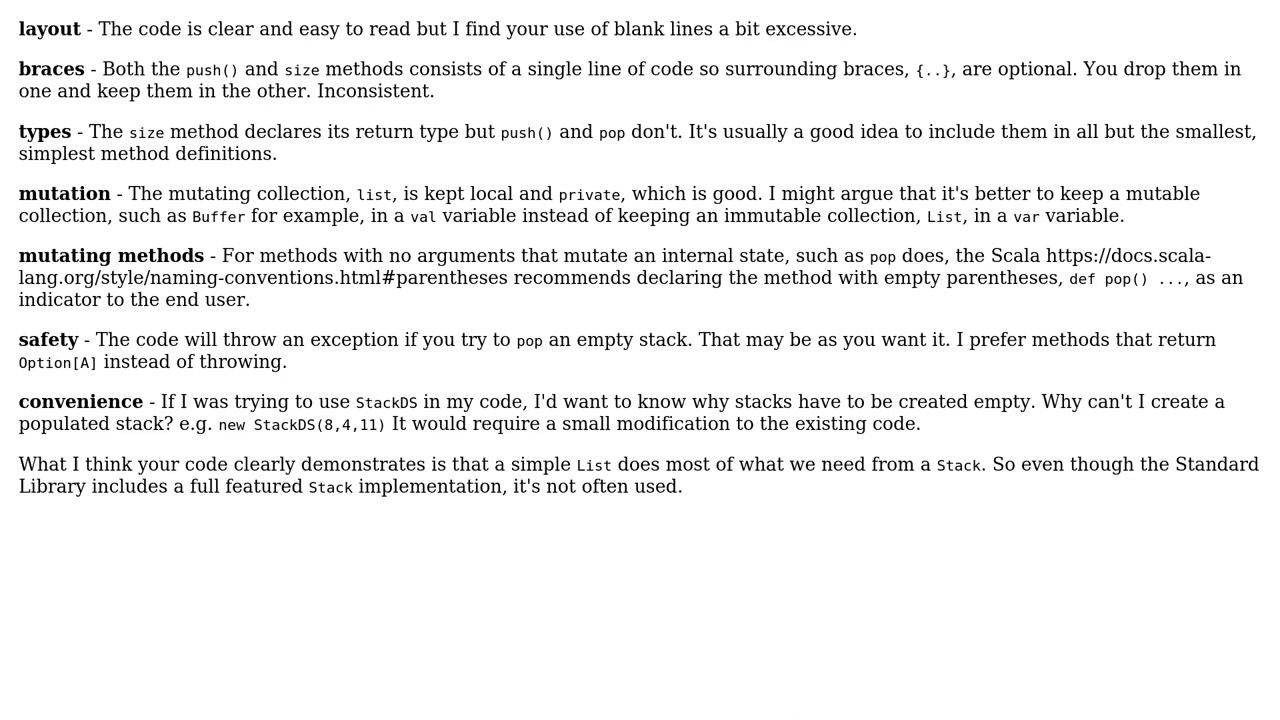 layout - The code is clear and easy to read but I find your use of blank lines a bit excessive.
braces - Both the push() and size methods consists of a single line of code so surrounding braces, {..}, are optional. You drop them in
one and keep them in the other. Inconsistent.
types - The size method declares its return type but push() and pop don't. It's usually a good idea to include them in all but the smallest,
simplest method definitions.
mutation - The mutating collection, list, is kept local and private, which is good. I might argue that it's better to keep a mutable
collection, such as Buffer for example, in a val variable instead of keeping an immutable collection, List, in a var variable.
mutating methods - For methods with no arguments that mutate an internal state, such as pop does, the Scala https://docs.scala-
lang.org/style/naming-conventions.html#parentheses recommends declaring the method with empty parentheses, def pop() ..., as an
indicator to the end user.
safety - The code will throw an exception if you try to pop an empty stack. That may be as you want it. I prefer methods that return
Option[A] instead of throwing.
convenience - If I was trying to use StackDS in my code, I'd want to know why stacks have to be created empty. Why can't I create a
populated stack? e.g. new StackDS(8,4,11) It would require a small modification to the existing code.
What I think your code clearly demonstrates is that a simple List does most of what we need from a Stack. So even though the Standard
Library includes a full featured Stack implementation, it's not often used.